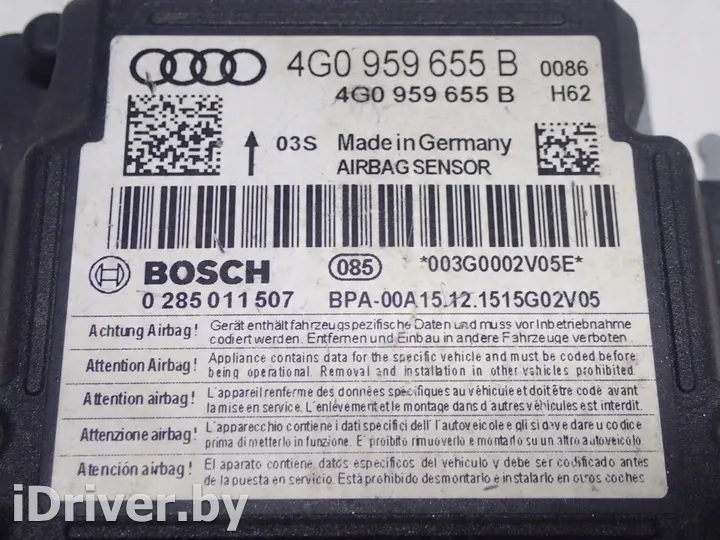 4G0 959 655 B 0086
4G0 959 655 B H62
03S Made in Germany
AIRBAG SENSOR
BOSCH 085 *003G0002V05E*
0 285 011 507 BPA-00A15.12.1515G02V05
Achtung Airbag! Gerät enthält fahrzeugspezifische Daten und muss vor Inbetriebnahme
codiert werden. Entfernen und Einbau in andere Fahrzeuge verboten
Attention Airbag! Appliance contains data for the specific vehicle and must be coded before
being operational. Removal and installation in other vehicles prohibited.
Attention airbag! L'appareil renferme des données spécifiques au véhicule et doit être codé avant
la mise en service. L'enlèvement et le montage dans d'autres véhicules est interdit.
Attenzione airbag! L'apparecchio contiene i dati specifici dell'l'autoveicolo e gli si deve dare u codice
prima di metterlo in funzione. E proibito rimuoverlo e montarlo su un altro autoveicolo
Atención airbag! El aparato contiene datos especificos del vehiculo y debe ser codificado antes
de la puesta en servicio. Està prohibido desmontarlo e instalarlo en otros coches
iDriver.by